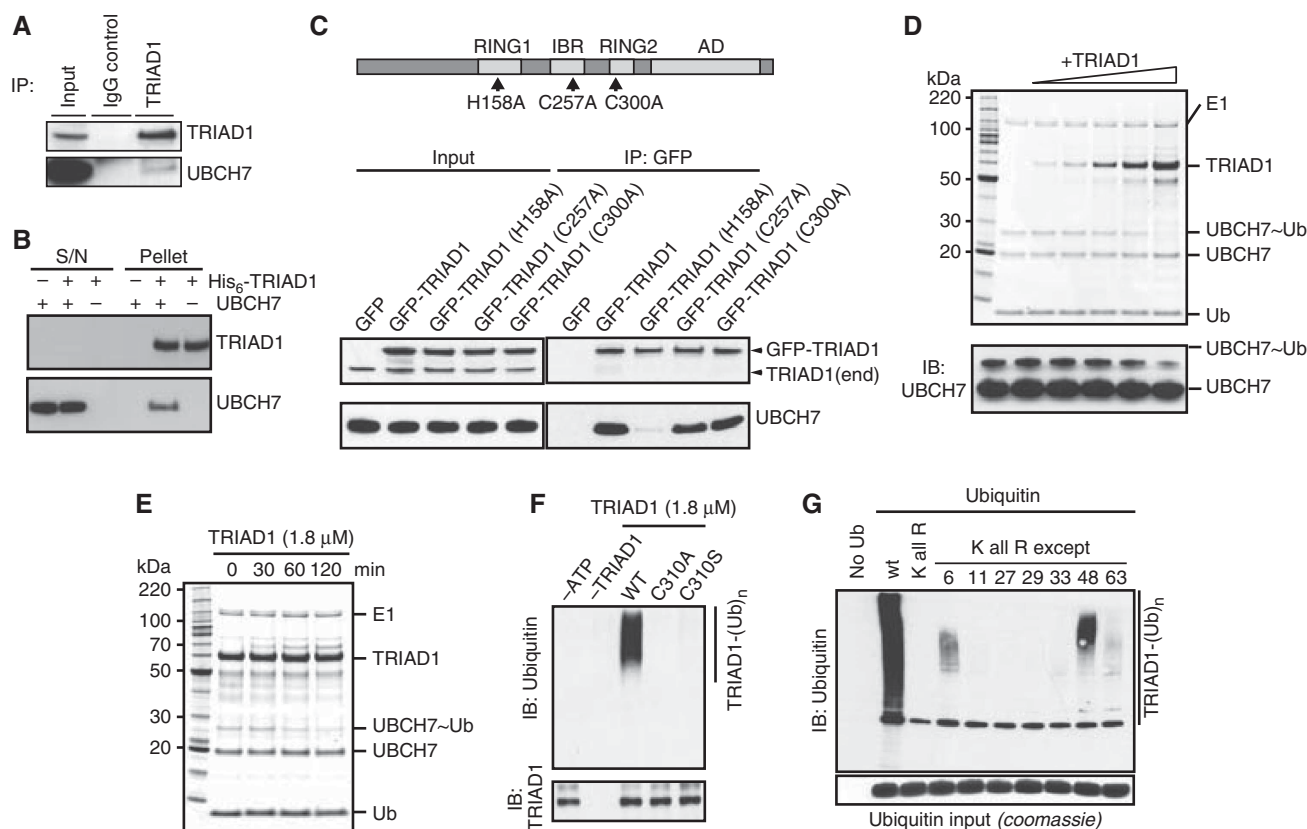 A
IP:
Input
IgG control
TRIAD1
TRIAD1
UBCH7
B
S/N Pellet
– + + – + + His6-TRIAD1
+ + – + + – UBCH7
TRIAD1
UBCH7
C
RING1 IBR RING2 AD
H158A C257A C300A
Input IP: GFP
GFP
GFP-TRIAD1
GFP-TRIAD1 (H158A)
GFP-TRIAD1 (C257A)
GFP-TRIAD1 (C300A)
GFP
GFP-TRIAD1
GFP-TRIAD1 (H158A)
GFP-TRIAD1 (C257A)
GFP-TRIAD1 (C300A)
GFP-TRIAD1
TRIAD1(end)
UBCH7
D
+TRIAD1
kDa
220
100
50
30
20
E1
TRIAD1
UBCH7~Ub
UBCH7
Ub
IB:
UBCH7
UBCH7~Ub
UBCH7
E
TRIAD1 (1.8 μM)
kDa 0 30 60 120 min
220
100
70
50
30
20
E1
TRIAD1
UBCH7~Ub
UBCH7
Ub
F
TRIAD1 (1.8 μM)
–ATP
–TRIAD1
WT
C310A
C310S
IB: Ubiquitin
TRIAD1-(Ub)n
IB:
TRIAD1
G
Ubiquitin
No Ub
wt
K all R
K all R except
6 11 27 29 33 48 63
IB: Ubiquitin
TRIAD1-(Ub)n
Ubiquitin input (coomassie)